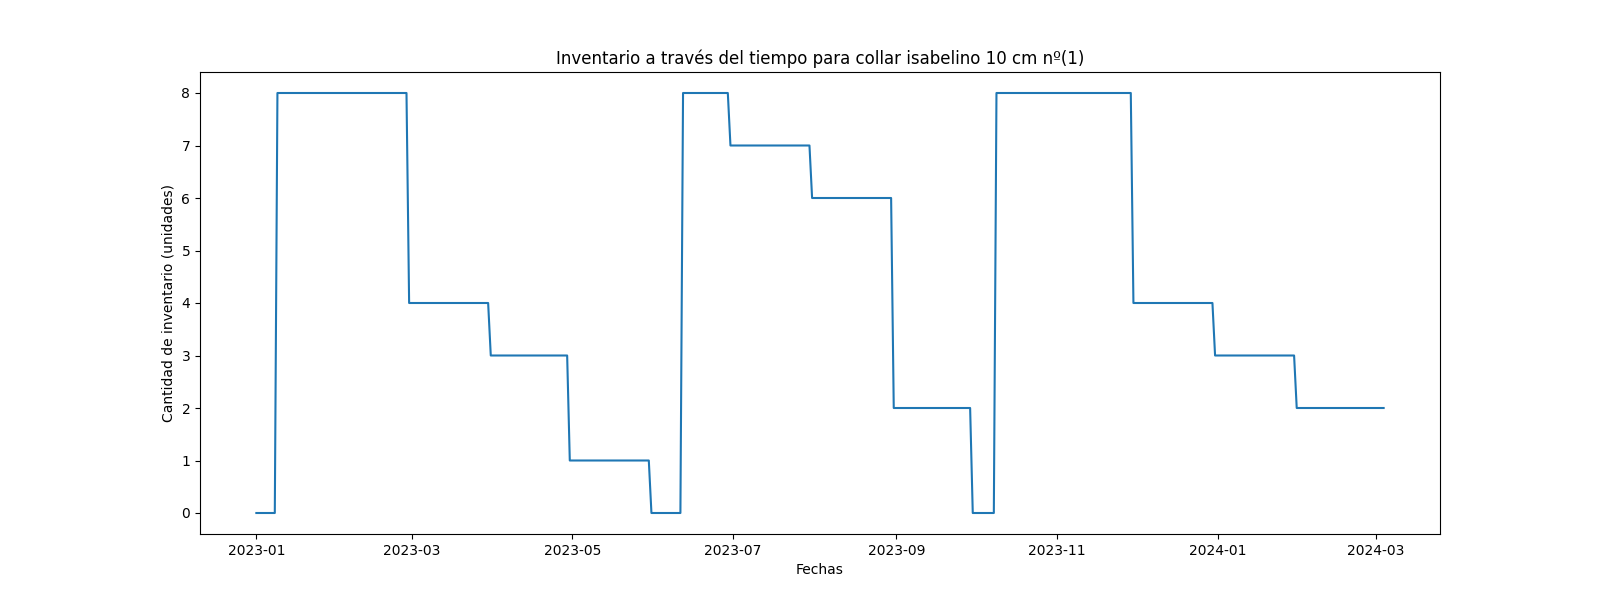 Inventario a través del tiempo para collar isabelino 10 cm nº(1)
Cantidad de inventario (unidades)
8
7
6
5
4
3
2
1
0
2023-01 2023-03 2023-05 2023-07 2023-09 2023-11 2024-01 2024-03
Fechas